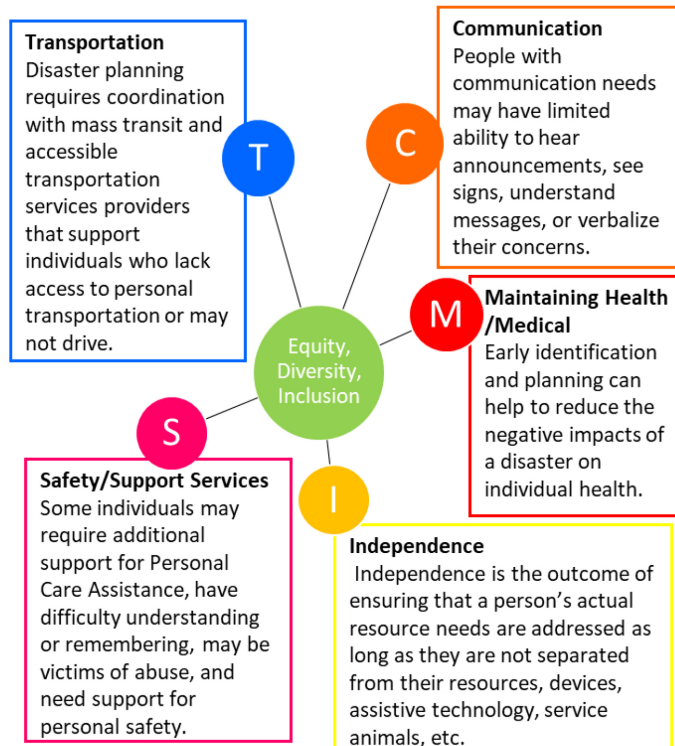 Transportation
Disaster planning
requires coordination
with mass transit and
accessible
transportation
services providers
that support
individuals who lack
access to personal
transportation or may
not drive.
T
Communication
People with
communication needs
may have limited
ability to hear
announcements, see
signs, understand
messages, or verbalize
their concerns.
C
Maintaining Health
/Medical
Early identification
and planning can
help to reduce the
negative impacts of
a disaster on
individual health.
M
Equity,
Diversity,
Inclusion
S
Safety/Support Services
Some individuals may
require additional
support for Personal
Care Assistance, have
difficulty understanding
or remembering, may be
victims of abuse, and
need support for
personal safety.
I
Independence
Independence is the outcome of
ensuring that a person's actual
resource needs are addressed as
long as they are not separated
from their resources, devices,
assistive technology, service
animals, etc.